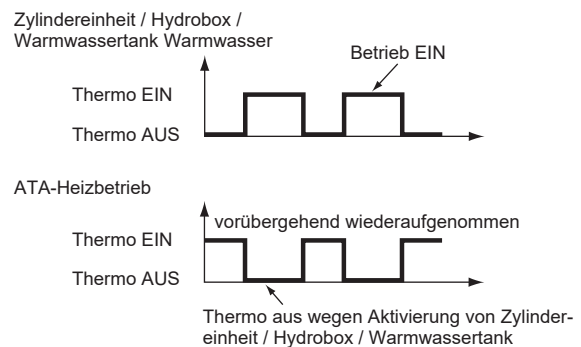 Zylindereinheit / Hydrobox /
Warmwassertank Warmwasser
Betrieb EIN
Thermo EIN
Thermo AUS
ATA-Heizbetrieb
vorübergehend wiederaufgenommen
Thermo EIN
Thermo AUS
Thermo aus wegen Aktivierung von Zylinder-
einheit / Hydrobox / Warmwassertank